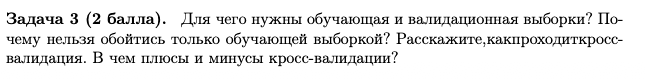 Задача 3 (2 балла). Для чего нужны обучающая и валидационная выборки? По-
чему нельзя обойтись только обучающей выборкой? Расскажите,какпроходиткросс-
валидация. В чем плюсы и минусы кросс-валидации?